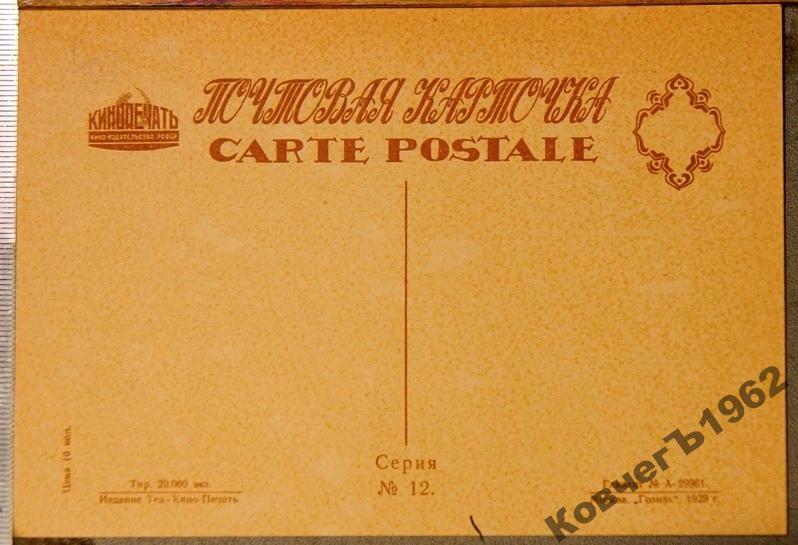 КИНОПЕЧАТЬ
КИНО-ИЗДАТЕЛЬСТВО РСФСР
ПОЧТОВАЯ КАРТОЧКА
CARTE POSTALE
Цена 10 коп.
Тир. 20.000 экз.
Издание Теа-Кино-Печать
Серия
№ 12.
№ А-29961.
"Гознак" 1929 г.
КовчегЪ1962